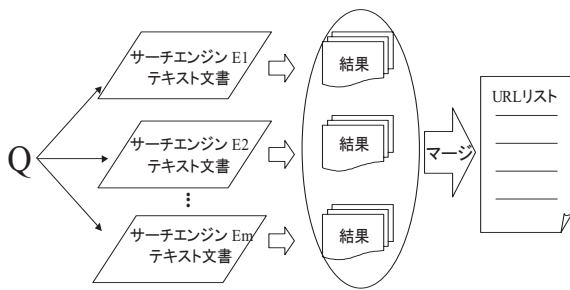 Q
サーチエンジン E1
テキスト文書
結果
サーチエンジン E2
テキスト文書
結果
サーチエンジン Em
テキスト文書
結果
マージ
URLリスト